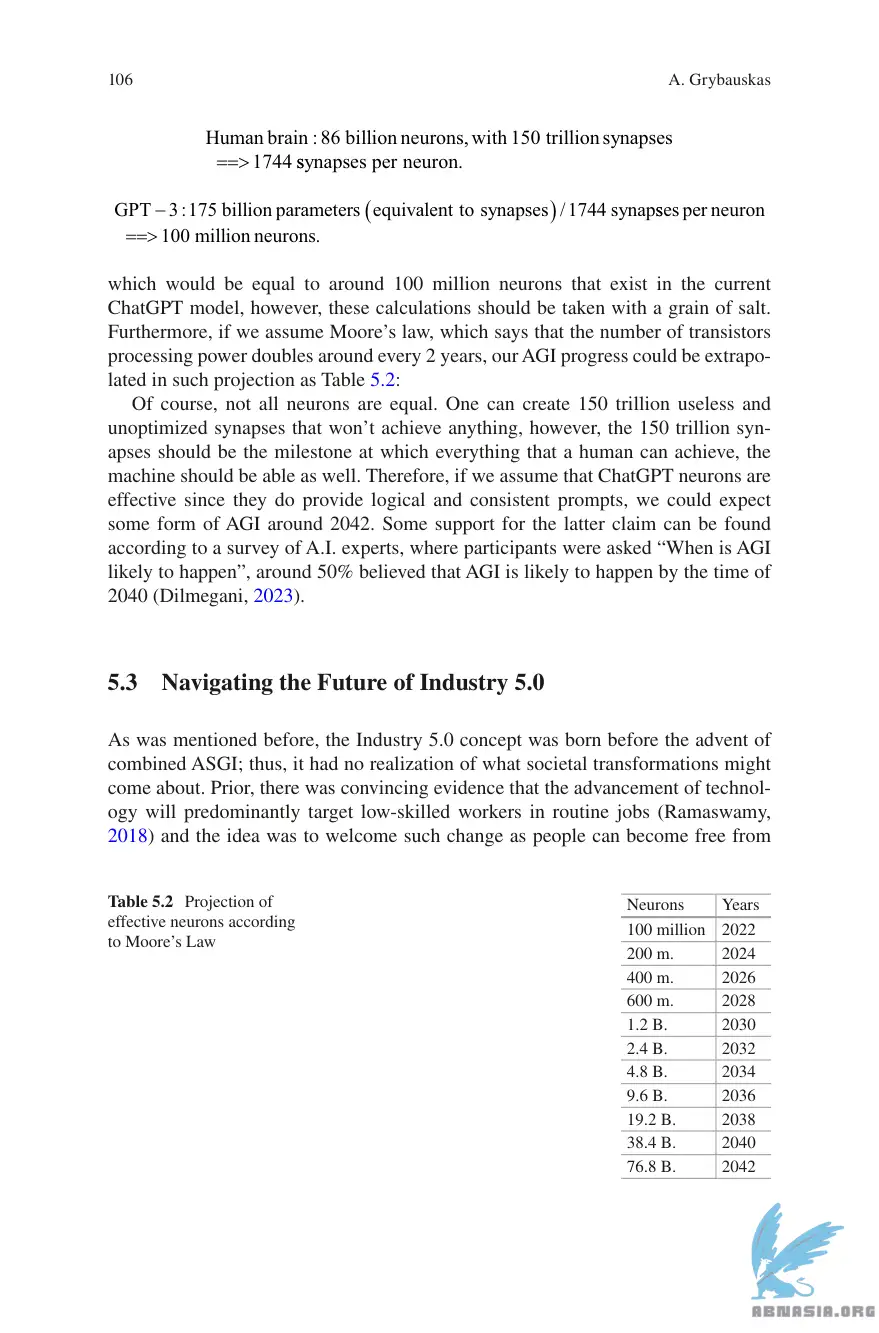 106
A. Grybauskas
Human brain : 86 billion neurons, with 150 trillion synapses
==> 1744 synapses per neuron.
GPT – 3 : 175 billion parameters (equivalent to synapses) / 1744 synapses per neuron
==> 100 million neurons.
which would be equal to around 100 million neurons that exist in the current
ChatGPT model, however, these calculations should be taken with a grain of salt.
Furthermore, if we assume Moore’s law, which says that the number of transistors
processing power doubles around every 2 years, our AGI progress could be extrapo-
lated in such projection as Table 5.2:
Of course, not all neurons are equal. One can create 150 trillion useless and
unoptimized synapses that won’t achieve anything, however, the 150 trillion syn-
apses should be the milestone at which everything that a human can achieve, the
machine should be able as well. Therefore, if we assume that ChatGPT neurons are
effective since they do provide logical and consistent prompts, we could expect
some form of AGI around 2042. Some support for the latter claim can be found
according to a survey of A.I. experts, where participants were asked “When is AGI
likely to happen”, around 50% believed that AGI is likely to happen by the time of
2040 (Dilmegani, 2023).
5.3 Navigating the Future of Industry 5.0
As was mentioned before, the Industry 5.0 concept was born before the advent of
combined ASGI; thus, it had no realization of what societal transformations might
come about. Prior, there was convincing evidence that the advancement of technol-
ogy will predominantly target low-skilled workers in routine jobs (Ramaswamy,
2018) and the idea was to welcome such change as people can become free from
Table 5.2 Projection of
effective neurons according
to Moore’s Law
Neurons Years
100 million 2022
200 m. 2024
400 m. 2026
600 m. 2028
1.2 B. 2030
2.4 B. 2032
4.8 B. 2034
9.6 B. 2036
19.2 B. 2038
38.4 B. 2040
76.8 B. 2042
ABNASIA.ORG